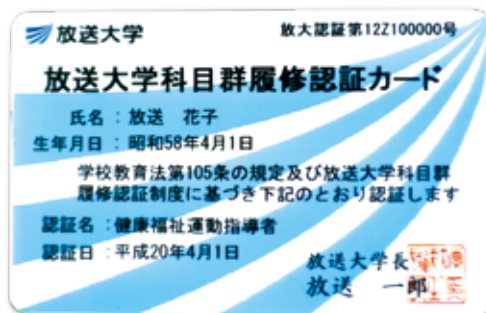 放送大学
放大認証第12Z100000号
放送大学科目群履修認証カード
氏名:放送 花子
生年月日:昭和58年4月1日
学校教育法第105条の規定及び放送大学科目群
履修認証制度に基づき下記のとおり認証します
認証名:健康福祉運動指導者
認証日:平成20年4月1日
放送大学長
放送 一郎